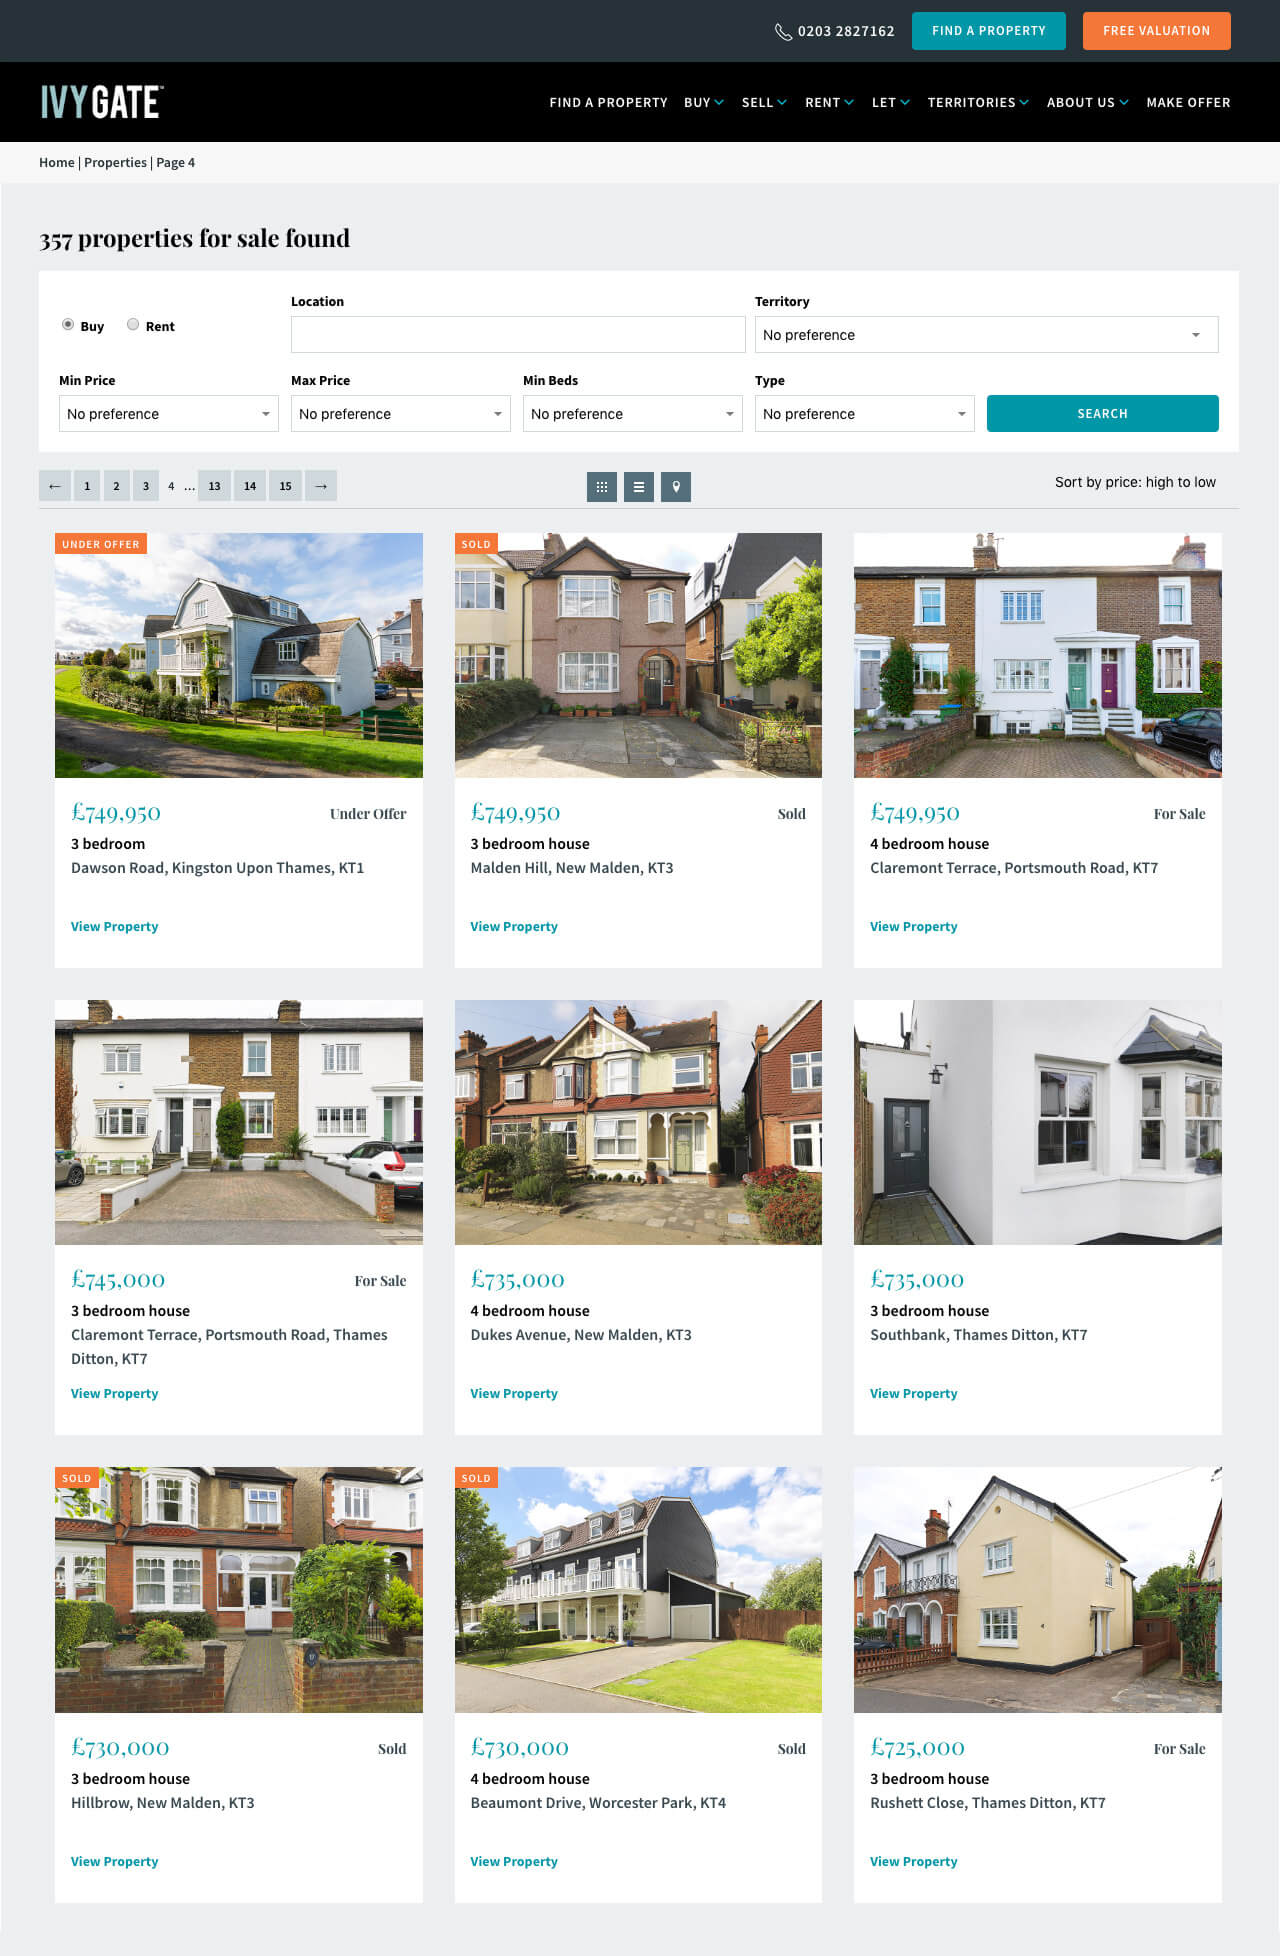 0203 2827162
FIND A PROPERTY
FREE VALUATION
IVY GATE
FIND A PROPERTY BUY SELL RENT LET TERRITORIES ABOUT US MAKE OFFER
Home | Properties | Page 4
357 properties for sale found
Location
Territory
Buy
Rent
No preference
Min Price
Max Price
Min Beds
Type
No preference
No preference
No preference
No preference
SEARCH
← 1 2 3 4 ... 13 14 15 →
Sort by price: high to low
UNDER OFFER
£749,950
Under Offer
3 bedroom
Dawson Road, Kingston Upon Thames, KT1
View Property
SOLD
£749,950
Sold
3 bedroom house
Malden Hill, New Malden, KT3
View Property
£749,950
For Sale
4 bedroom house
Claremont Terrace, Portsmouth Road, KT7
View Property
£745,000
For Sale
3 bedroom house
Claremont Terrace, Portsmouth Road, Thames
Ditton, KT7
View Property
£735,000
4 bedroom house
Dukes Avenue, New Malden, KT3
View Property
£735,000
3 bedroom house
Southbank, Thames Ditton, KT7
View Property
SOLD
£730,000
Sold
3 bedroom house
Hillbrow, New Malden, KT3
View Property
SOLD
£730,000
Sold
4 bedroom house
Beaumont Drive, Worcester Park, KT4
View Property
£725,000
For Sale
3 bedroom house
Rushett Close, Thames Ditton, KT7
View Property